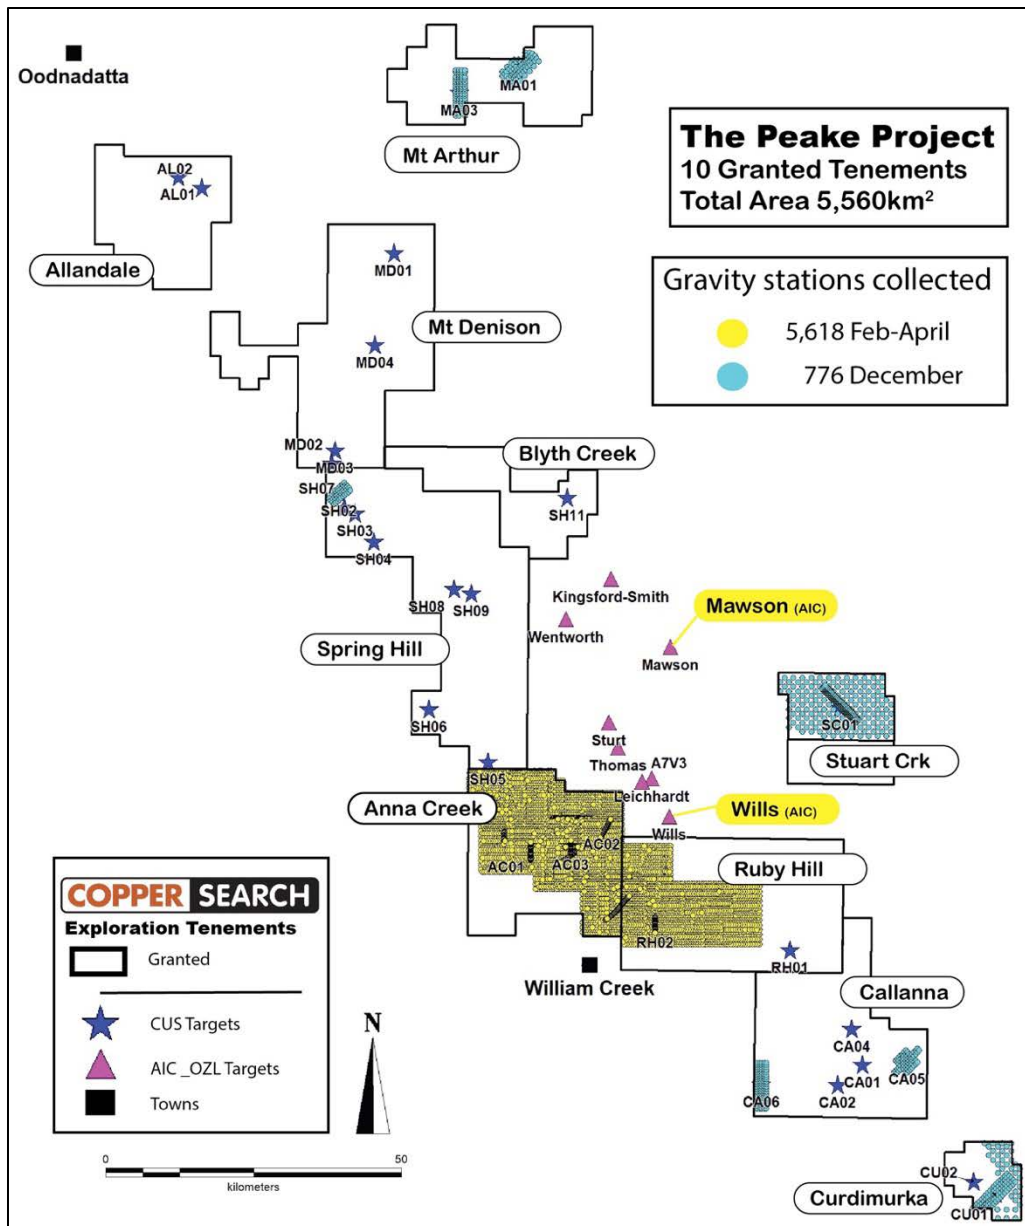 Oodnadatta
MA01
MA03
Mt Arthur
The Peake Project
10 Granted Tenements
Total Area 5,560km²
AL02
AL01
Allandale
MD01
Mt Denison
MD04
Gravity stations collected
5,618 Feb-April
776 December
MD02
MD03
SH07
SH02
SH03
SH04
Blyth Creek
SH11
SH08
SH09
Kingsford-Smith
Wentworth
Mawson (AIC)
Mawson
Spring Hill
SH06
SC01
Stuart Crk
Sturt
Thomas
A7V3
Leichhardt
SH05
Anna Creek
Wills (AIC)
Wills
AC02
AC01
AC03
Ruby Hill
RH02
RH01
William Creek
Callanna
CA04
CA01
CA05
CA02
CA06
CU02
Curdimurka
CU01
COPPER SEARCH
Exploration Tenements
Granted
CUS Targets
AIC _OZL Targets
Towns
N
0
50
kilometers